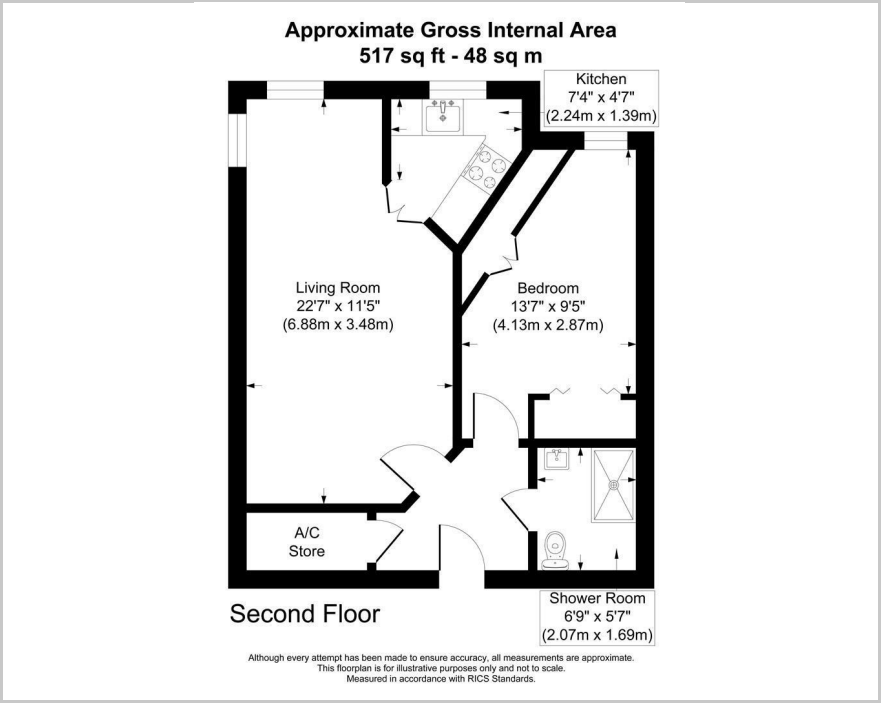 Approximate Gross Internal Area
517 sq ft - 48 sq m
Kitchen
7'4" x 4'7"
(2.24m x 1.39m)
Living Room
22'7" x 11'5"
(6.88m x 3.48m)
Bedroom
13'7" x 9'5"
(4.13m x 2.87m)
A/C
Store
Shower Room
6'9" x 5'7"
(2.07m x 1.69m)
Second Floor
Although every attempt has been made to ensure accuracy, all measurements are approximate.
This floorplan is for illustrative purposes only and not to scale.
Measured in accordance with RICS Standards.